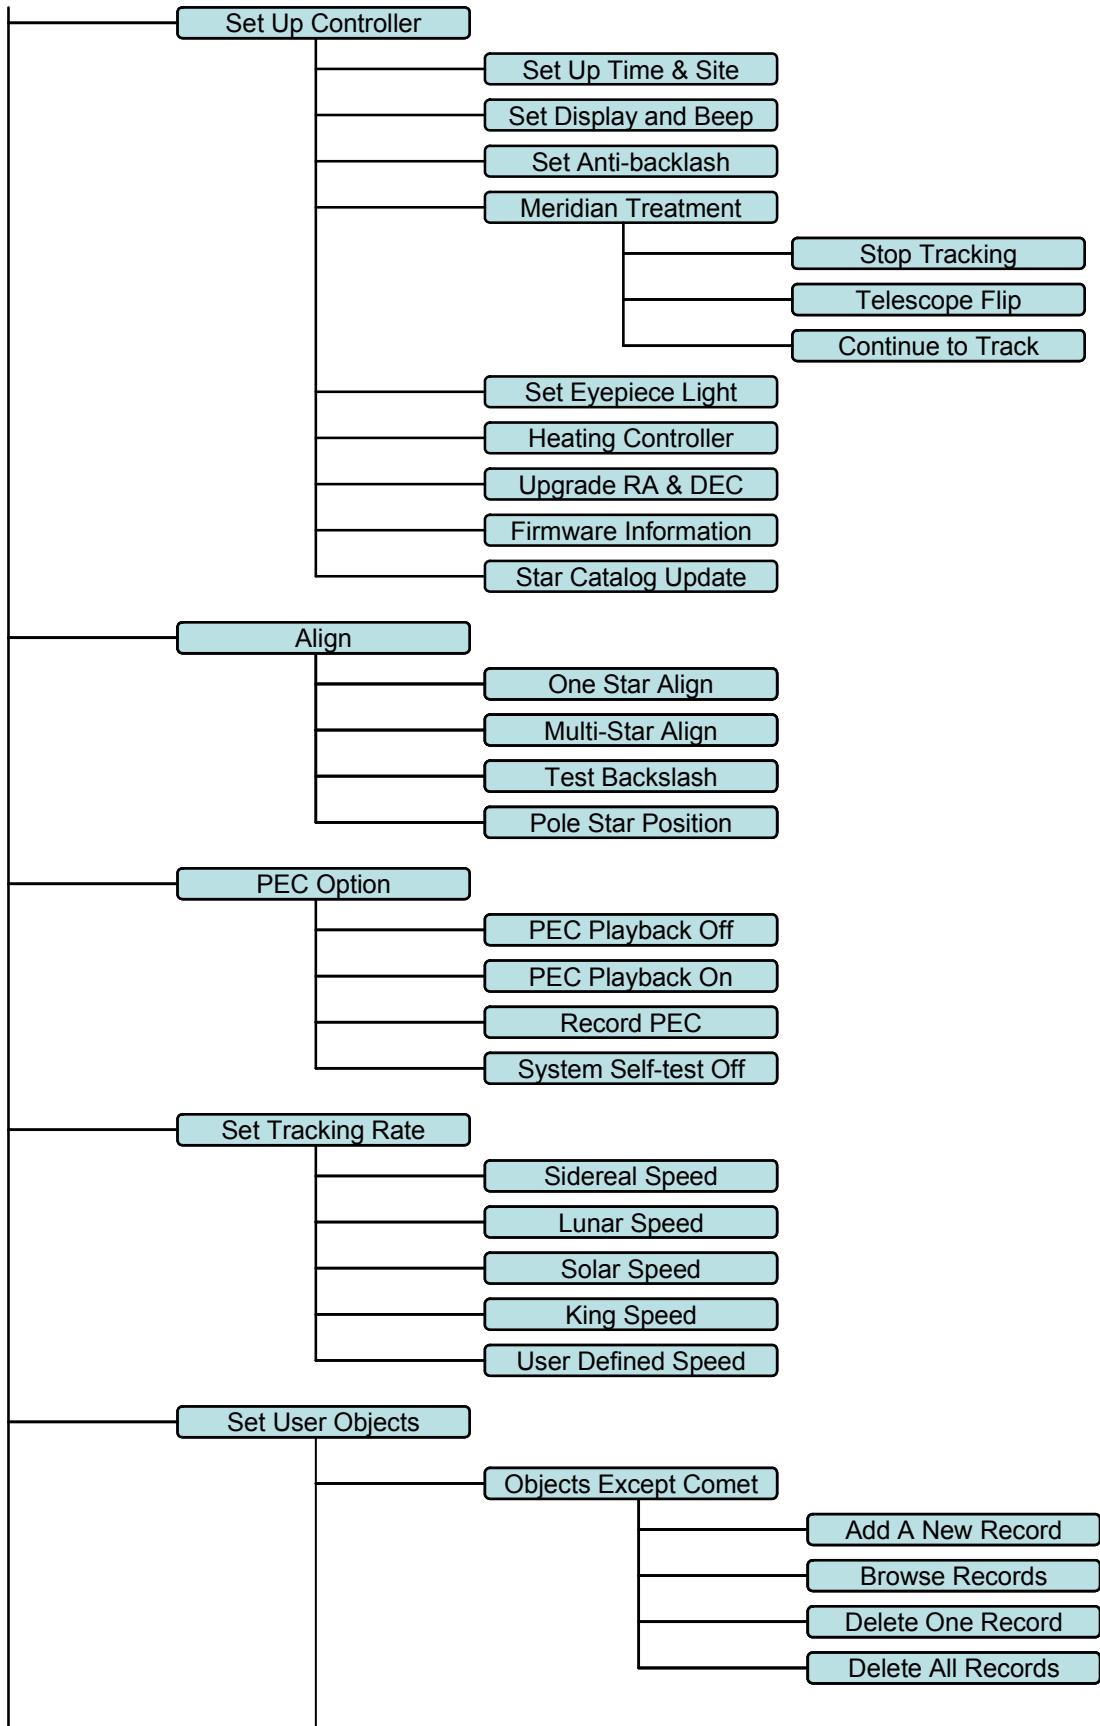 Set Up Controller
Set Up Time & Site
Set Display and Beep
Set Anti-backlash
Meridian Treatment
Stop Tracking
Telescope Flip
Continue to Track
Set Eyepiece Light
Heating Controller
Upgrade RA & DEC
Firmware Information
Star Catalog Update
Align
One Star Align
Multi-Star Align
Test Backslash
Pole Star Position
PEC Option
PEC Playback Off
PEC Playback On
Record PEC
System Self-test Off
Set Tracking Rate
Sidereal Speed
Lunar Speed
Solar Speed
King Speed
User Defined Speed
Set User Objects
Objects Except Comet
Add A New Record
Browse Records
Delete One Record
Delete All Records